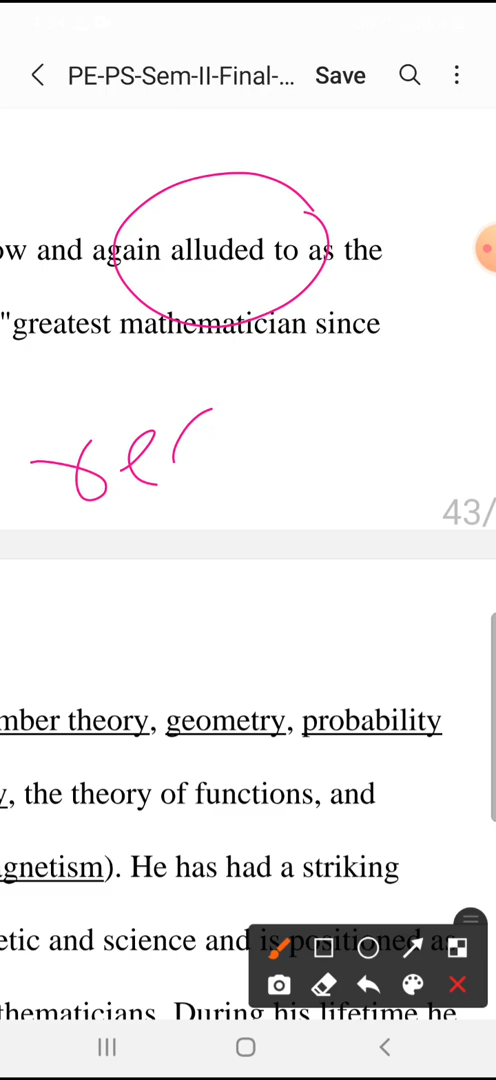 PE-PS-Sem-II-Final-... Save
ow and again alluded to as the
"greatest mathematician since
43/
mber theory, geometry, probability
, the theory of functions, and
gnetism). He has had a striking
etic and science and is positioned as
thematicians. During his lifetime he